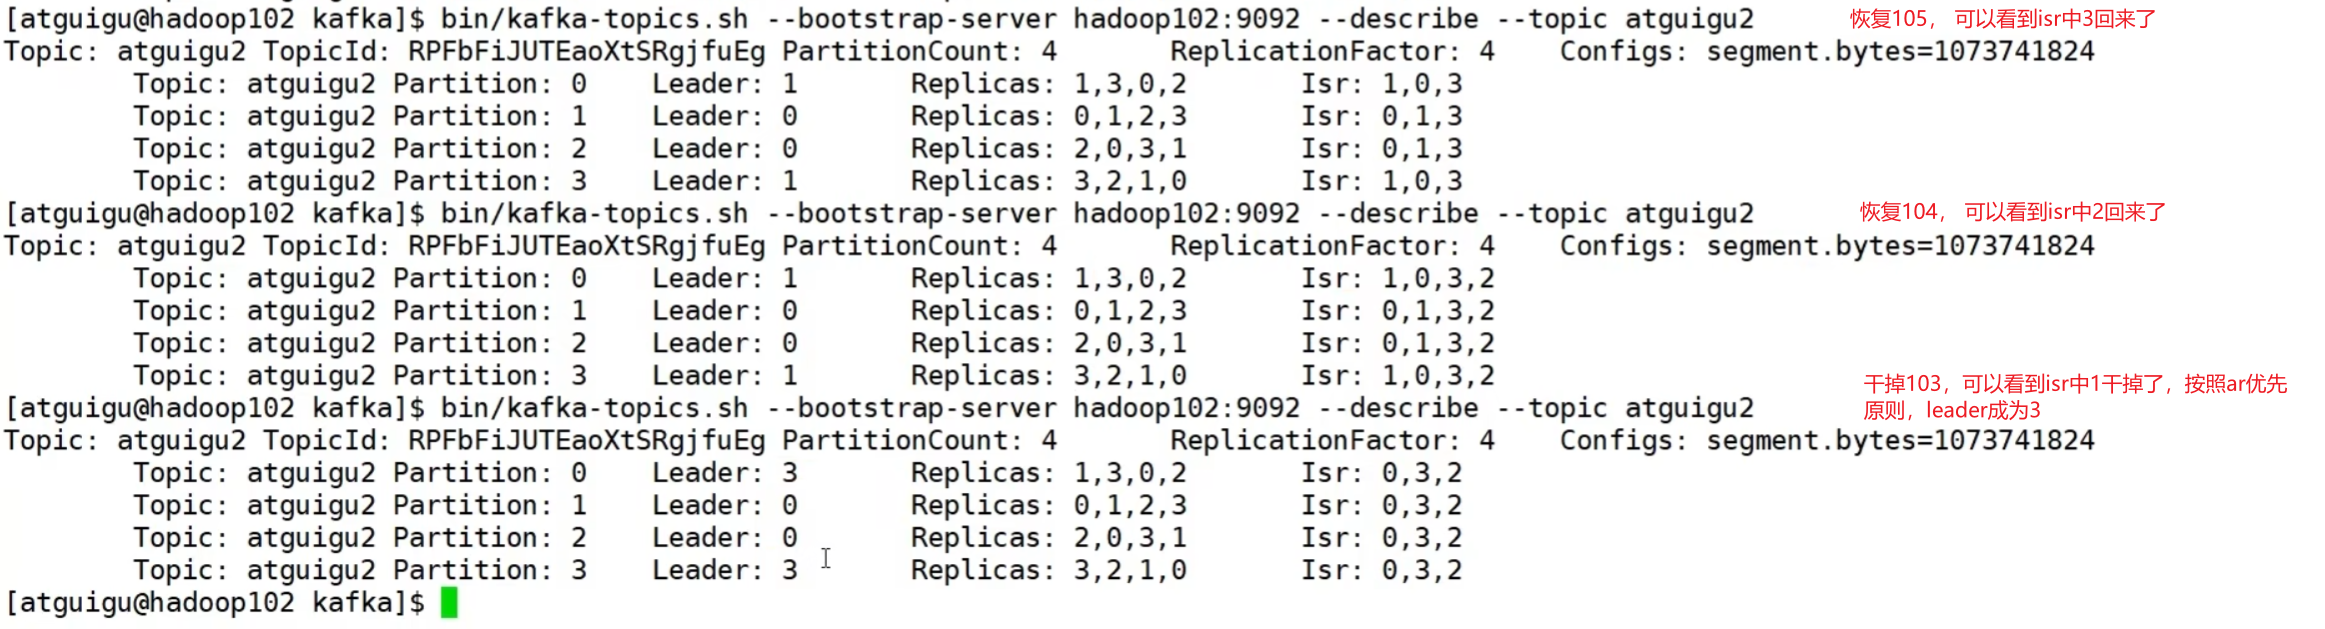 [atguigu@hadoop102 kafka]$ bin/kafka-topics.sh --bootstrap-server hadoop102:9092 --describe --topic atguigu2
恢复105， 可以看到isr中3回来了
Topic: atguigu2 TopicId: RPFbFiJUTEaoXtSRgjfuEg PartitionCount: 4 ReplicationFactor: 4 Configs: segment.bytes=1073741824
Topic: atguigu2 Partition: 0 Leader: 1 Replicas: 1,3,0,2 Isr: 1,0,3
Topic: atguigu2 Partition: 1 Leader: 0 Replicas: 0,1,2,3 Isr: 0,1,3
Topic: atguigu2 Partition: 2 Leader: 0 Replicas: 2,0,3,1 Isr: 0,1,3
Topic: atguigu2 Partition: 3 Leader: 1 Replicas: 3,2,1,0 Isr: 1,0,3
[atguigu@hadoop102 kafka]$ bin/kafka-topics.sh --bootstrap-server hadoop102:9092 --describe --topic atguigu2
恢复104， 可以看到isr中2回来了
Topic: atguigu2 TopicId: RPFbFiJUTEaoXtSRgjfuEg PartitionCount: 4 ReplicationFactor: 4 Configs: segment.bytes=1073741824
Topic: atguigu2 Partition: 0 Leader: 1 Replicas: 1,3,0,2 Isr: 1,0,3,2
Topic: atguigu2 Partition: 1 Leader: 0 Replicas: 0,1,2,3 Isr: 0,1,3,2
Topic: atguigu2 Partition: 2 Leader: 0 Replicas: 2,0,3,1 Isr: 0,1,3,2
Topic: atguigu2 Partition: 3 Leader: 1 Replicas: 3,2,1,0 Isr: 1,0,3,2
[atguigu@hadoop102 kafka]$ bin/kafka-topics.sh --bootstrap-server hadoop102:9092 --describe --topic atguigu2
干掉103，可以看到isr中1干掉了，按照ar优先
原则，leader成为3
Topic: atguigu2 TopicId: RPFbFiJUTEaoXtSRgjfuEg PartitionCount: 4 ReplicationFactor: 4 Configs: segment.bytes=1073741824
Topic: atguigu2 Partition: 0 Leader: 3 Replicas: 1,3,0,2 Isr: 0,3,2
Topic: atguigu2 Partition: 1 Leader: 0 Replicas: 0,1,2,3 Isr: 0,3,2
Topic: atguigu2 Partition: 2 Leader: 0 Replicas: 2,0,3,1 Isr: 0,3,2
Topic: atguigu2 Partition: 3 Leader: 3 Replicas: 3,2,1,0 Isr: 0,3,2
[atguigu@hadoop102 kafka]$